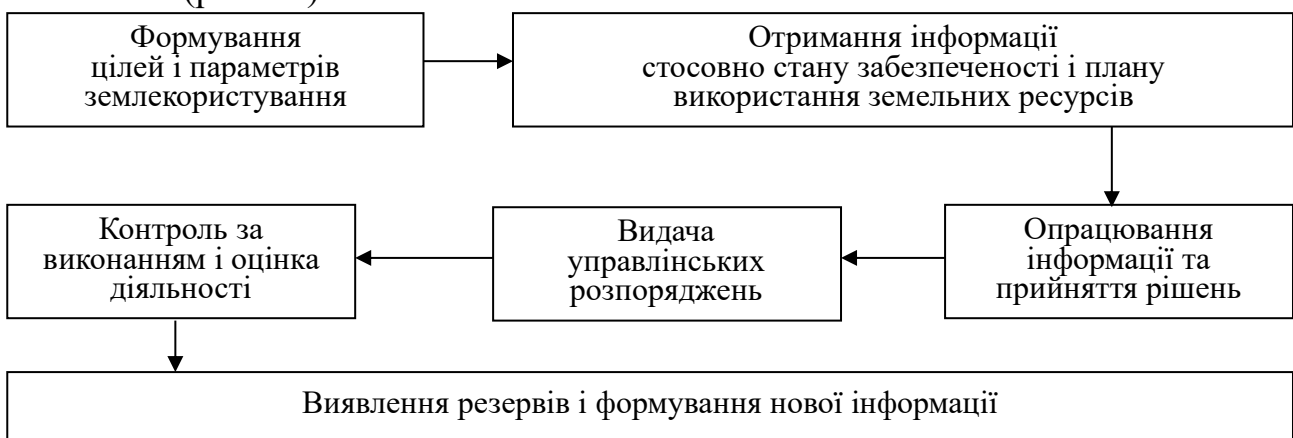 Формування
цілей і параметрів
землекористування
Отримання інформації
стосовно стану забезпеченості і плану
використання земельних ресурсів
Контроль за
виконанням і оцінка
діяльності
Видача
управлінських
розпоряджень
Опрацювання
інформації та
прийняття рішень
Виявлення резервів і формування нової інформації